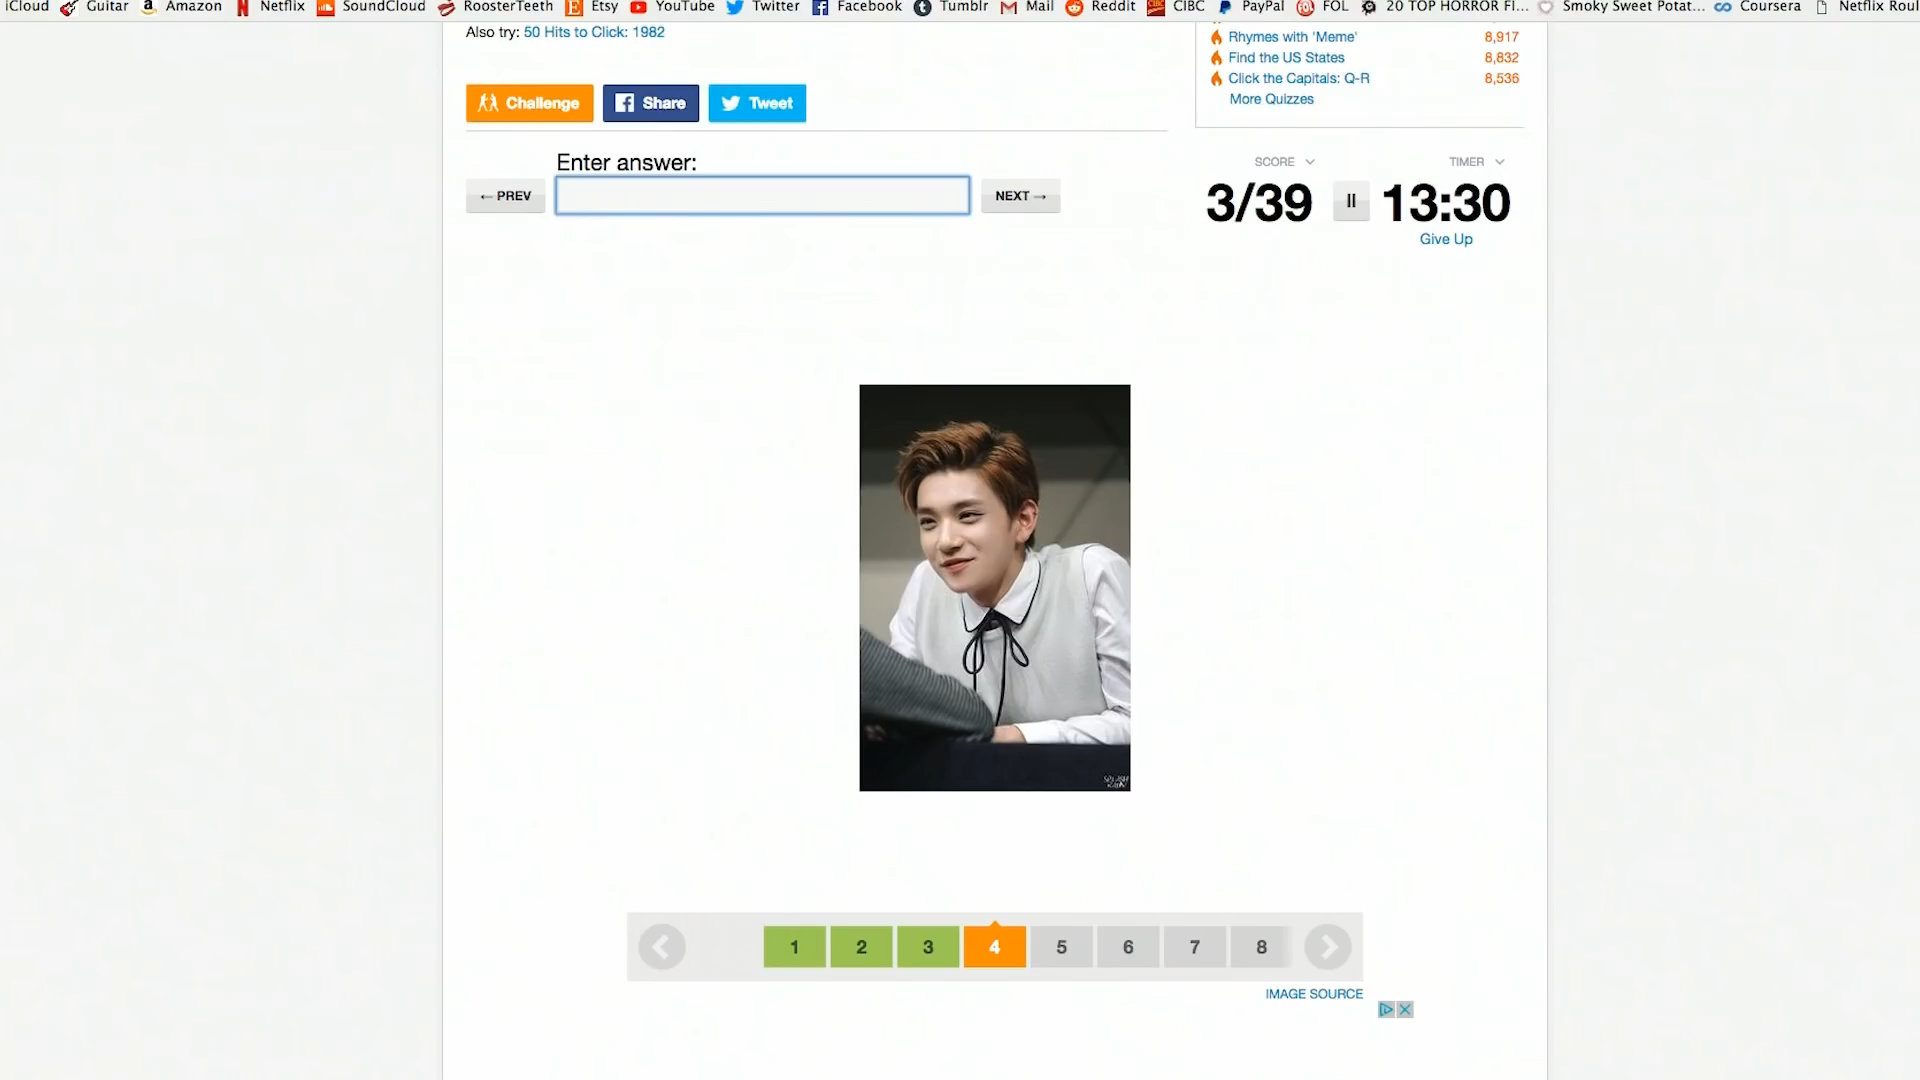 iCloud Guitar Amazon Netflix SoundCloud RoosterTeeth Etsy YouTube Twitter Facebook Tumblr Mail Reddit CIBC PayPal FOL 20 TOP HORROR FI... Smoky Sweet Potat... Coursera Netflix Roul
Also try: 50 Hits to Click: 1982
Rhymes with 'Meme' 8,917
Find the US States 8,832
Click the Capitals: Q-R 8,536
More Quizzes
Challenge Share Tweet
Enter answer:
← PREV NEXT →
SCORE TIMER
3/39 13:30
Give Up
1 2 3 4 5 6 7 8
IMAGE SOURCE